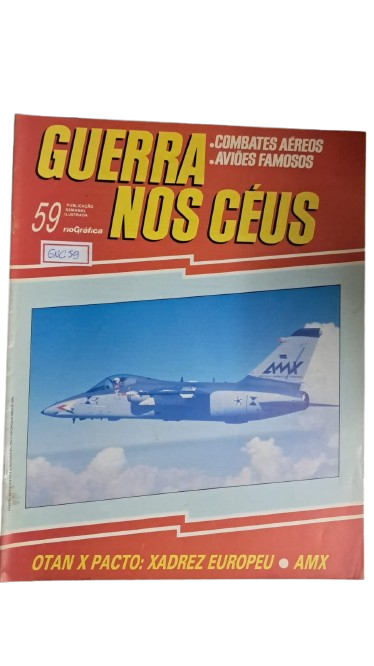 GUERRA
NOS CÉUS
.COMBATES AÉREOS
.AVIÕES FAMOSOS
59
PUBLICAÇÃO
SEMANAL
ILUSTRADA
rioGráfica
GNC 59
AMX
OTAN X PACTO: XADREZ EUROPEU ● AMX